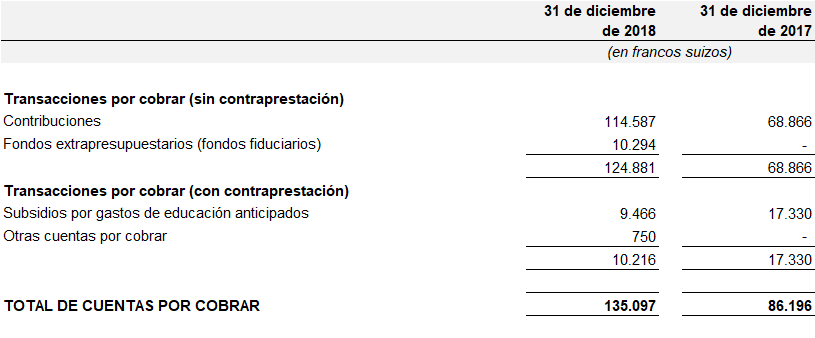 31 de diciembre 31 de diciembre
de 2018 de 2017
(en francos suizos)
Transacciones por cobrar (sin contraprestación)
Contribuciones 114.587 68.866
Fondos extrapresupuestarios (fondos fiduciarios) 10.294 -
124.881 68.866
Transacciones por cobrar (con contraprestación)
Subsidios por gastos de educación anticipados 9.466 17.330
Otras cuentas por cobrar 750 -
10.216 17.330
TOTAL DE CUENTAS POR COBRAR 135.097 86.196